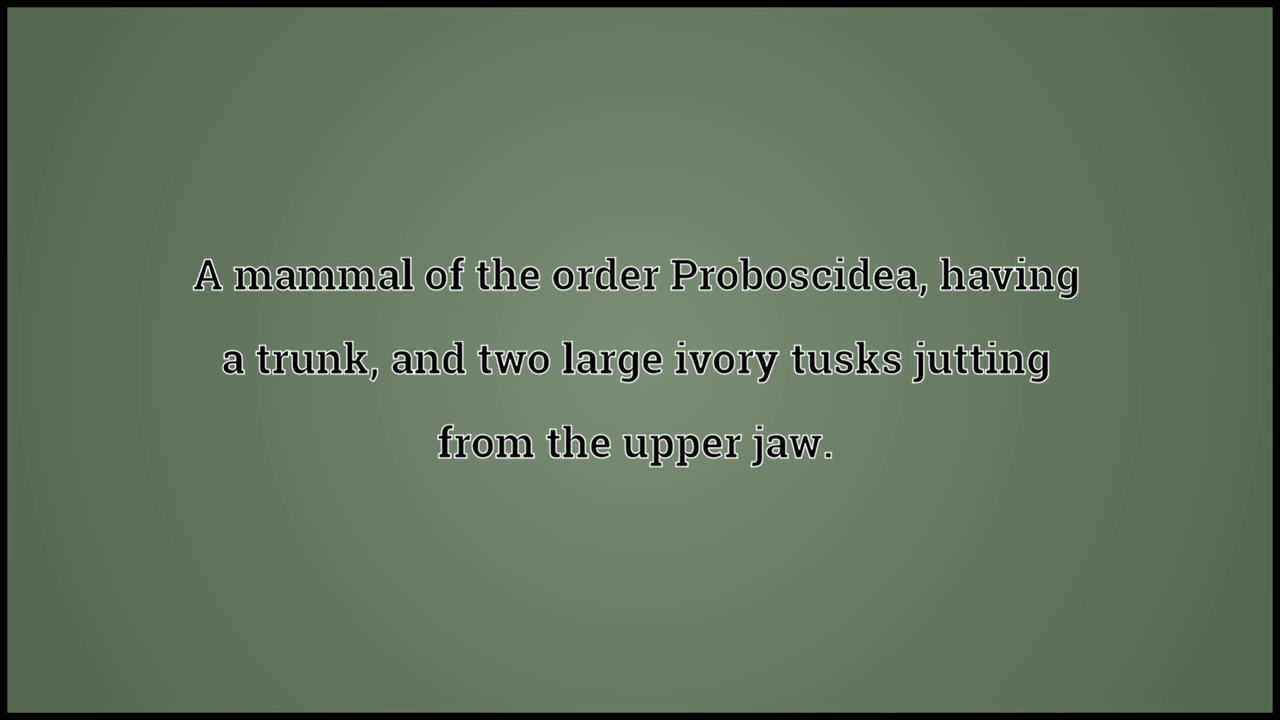 A mammal of the order Proboscidea, having
a trunk, and two large ivory tusks jutting
from the upper jaw.